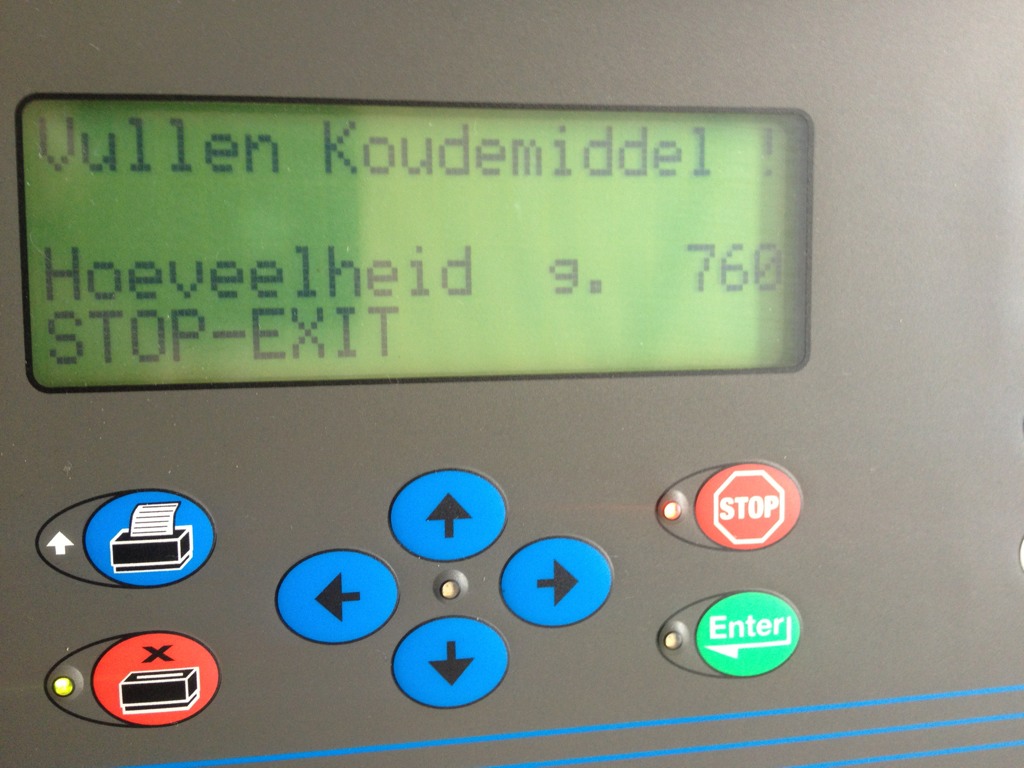 Vullen Koudemiddel !
Hoeveelheid g. 760
STOP-EXIT
STOP
X
Enter